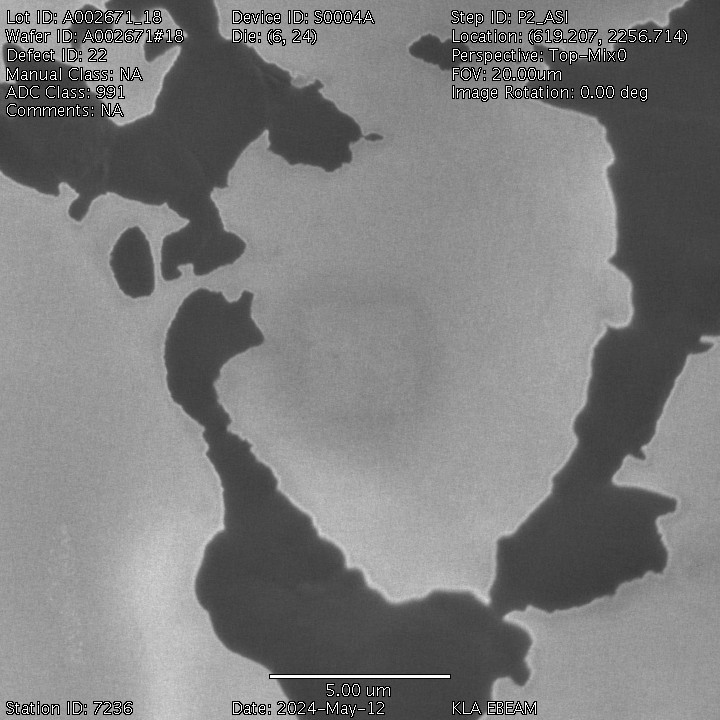 Lot ID: A002671_18
Wafer ID: A002671#18
Defect ID: 22
Manual Class: NA
ADC Class: 991
Comments: NA
Device ID: S0004A
Die: (6, 24)
Step ID: P2_ASI
Location: (619.207, 2256.714)
Perspective: Top-Mix0
FOV: 20.00um
Image Rotation: 0.00 deg
5.00 um
Station ID: 7236
Date: 2024-May-12
KLA EBEAM